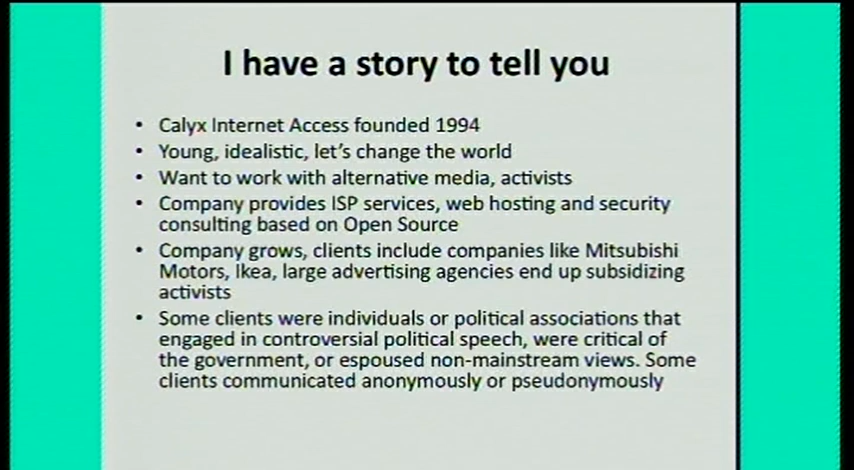 I have a story to tell you
• Calyx Internet Access founded 1994
• Young, idealistic, let's change the world
• Want to work with alternative media, activists
• Company provides ISP services, web hosting and security
consulting based on Open Source
• Company grows, clients include companies like Mitsubishi
Motors, Ikea, large advertising agencies end up subsidizing
activists
• Some clients were individuals or political associations that
engaged in controversial political speech, were critical of
the government, or espoused non-mainstream views. Some
clients communicated anonymously or pseudonymously